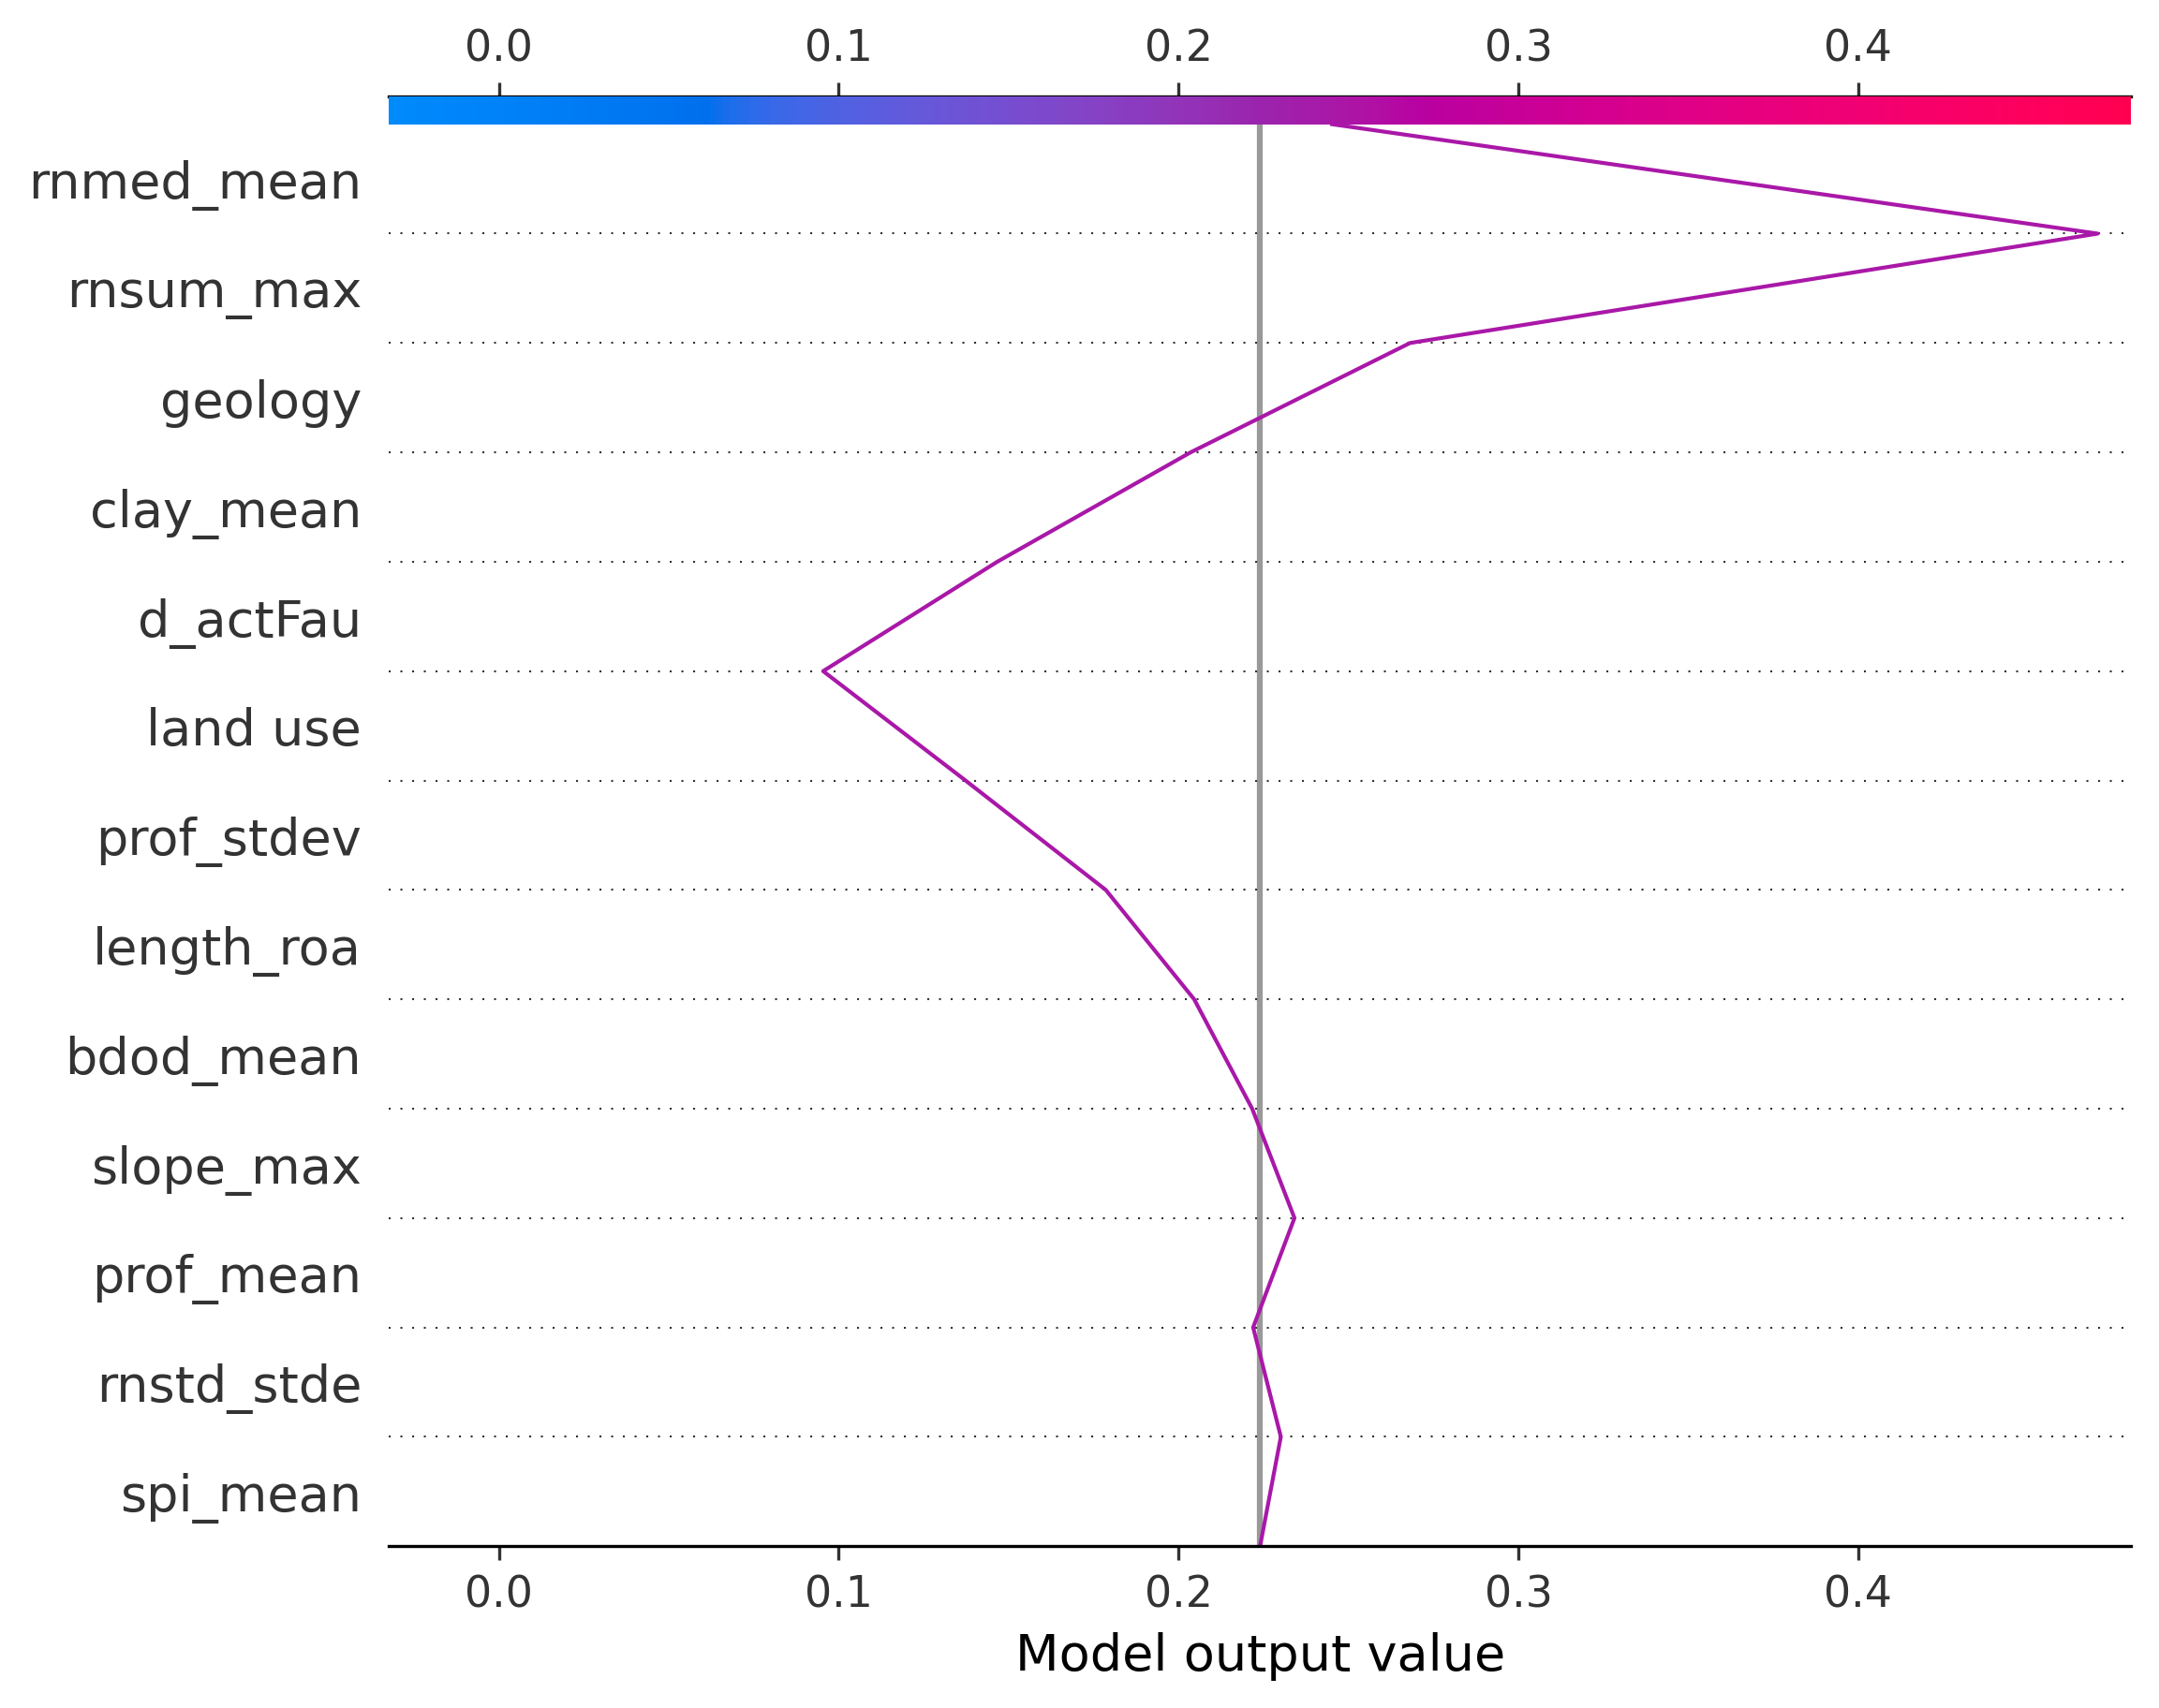 0.0 0.1 0.2 0.3 0.4
rnmed_mean
rnsum_max
geology
clay_mean
d_actFau
land use
prof_stdev
length_roa
bdod_mean
slope_max
prof_mean
rnstd_stde
spi_mean
0.0 0.1 0.2 0.3 0.4
Model output value